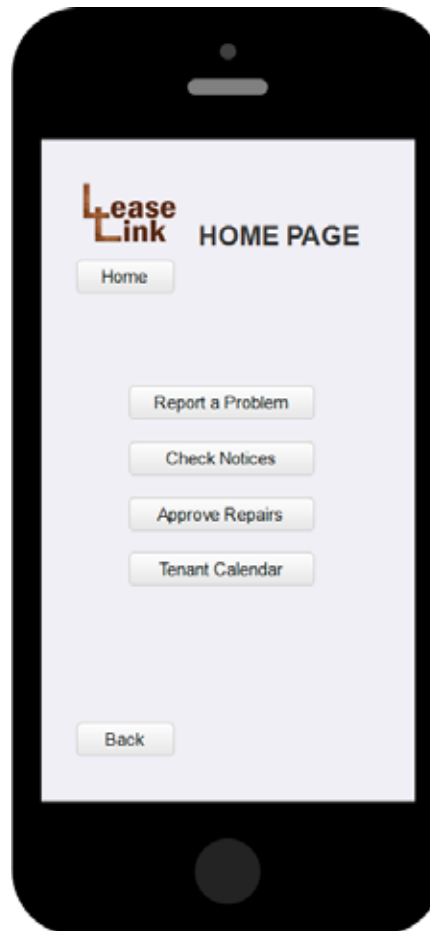 Lease
Link
HOME PAGE
Home
Report a Problem
Check Notices
Approve Repairs
Tenant Calendar
Back